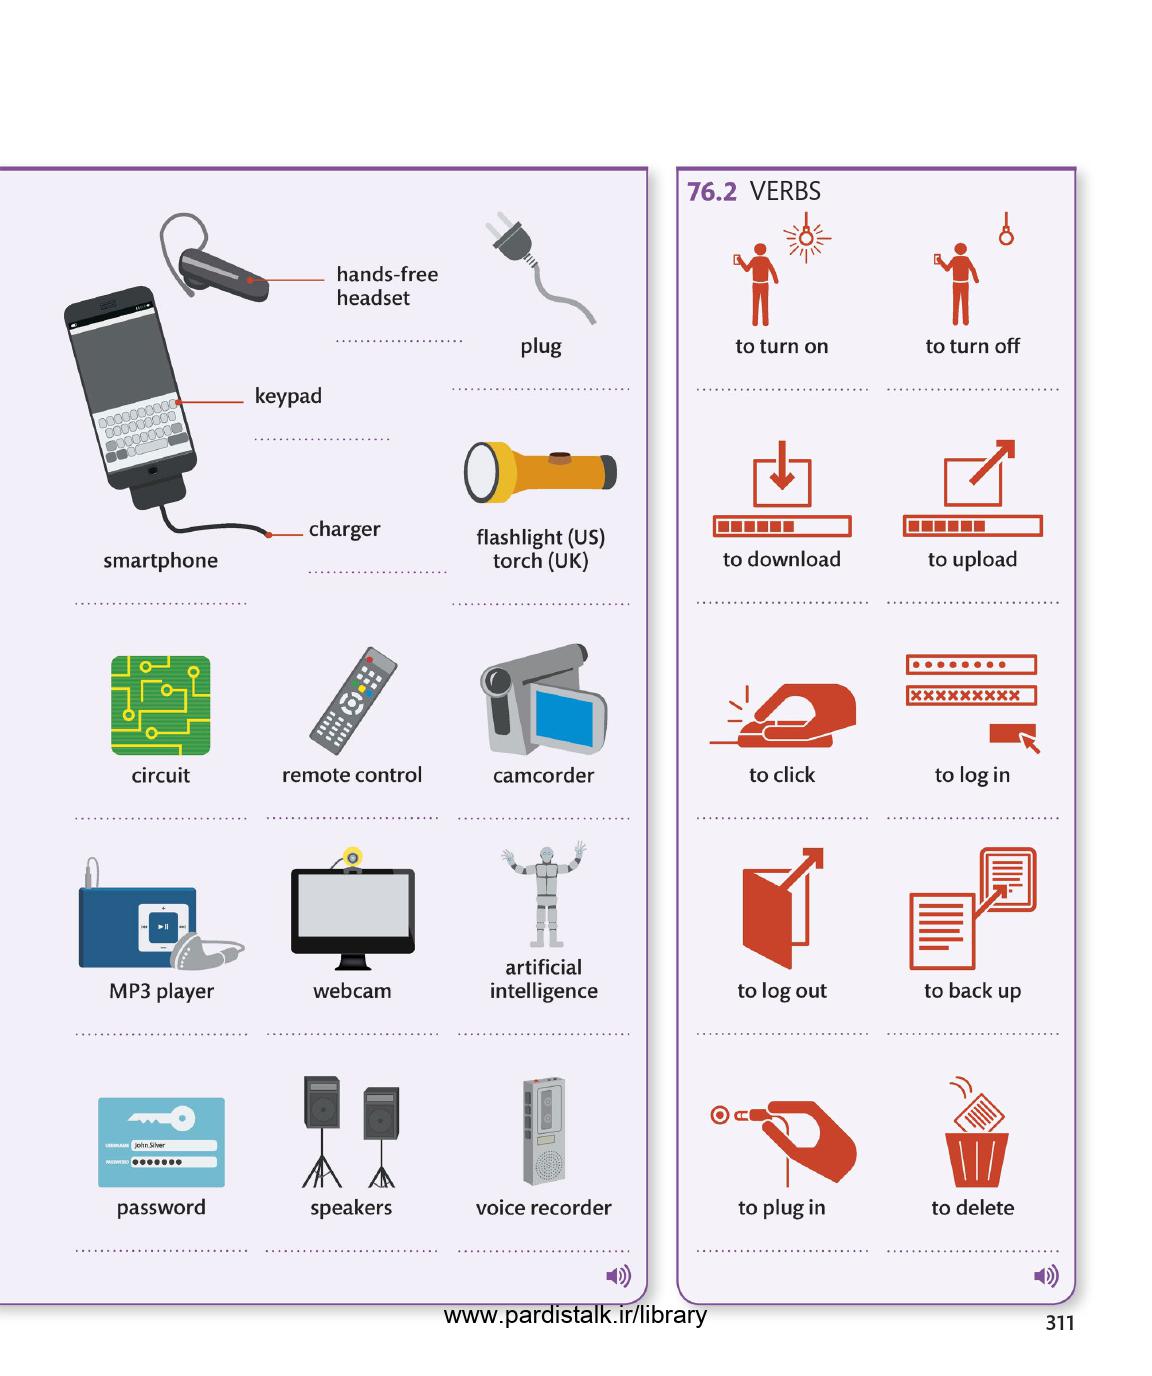 76.2 VERBS
hands-free
headset
plug
keypad
charger
smartphone
flashlight (US)
torch (UK)
circuit
remote control
camcorder
MP3 player
webcam
artificial
intelligence
USERNAME John.Silver
PASSWORD
password
speakers
voice recorder
to turn on
to turn off
to download
to upload
to click
to log in
to log out
to back up
to plug in
to delete
www.pardistalk.ir/library
311